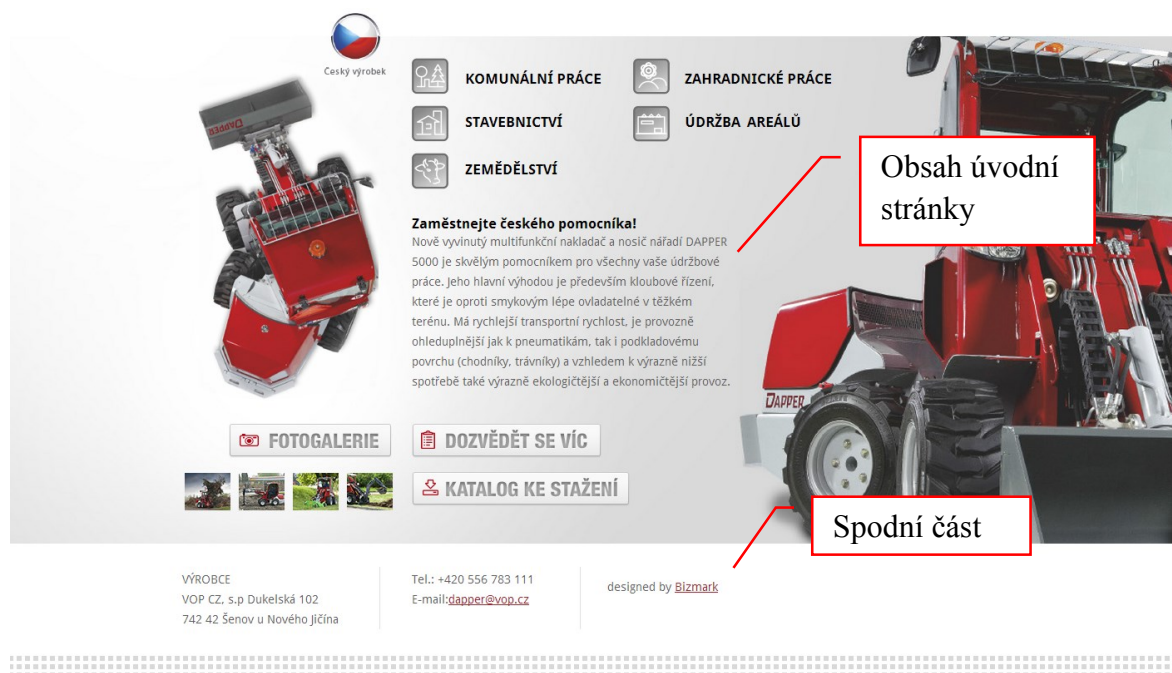 Český výrobek
KOMUNÁLNÍ PRÁCE
ZAHRADNICKÉ PRÁCE
STAVEBNICTVÍ
ÚDRŽBA AREÁLŮ
ZEMĚDĚLSTVÍ
DAPPER
Obsah úvodní
stránky
Zaměstnejte českého pomocníka!
Nově vyvinutý multifunkční nakladač a nosič nářadí DAPPER
5000 je skvělým pomocníkem pro všechny vaše údržbové
práce. Jeho hlavní výhodou je především kloubové řízení,
které je oproti smykovým lépe ovladatelné v těžkém
terénu. Má rychlejší transportní rychlost, je provozně
ohleduplnější jak k pneumatikám, tak i podkladovému
povrchu (chodníky, trávníky) a vzhledem k výrazně nižší
spotřebě také výrazně ekologičtější a ekonomičtější provoz.
DAPPER
FOTOGALERIE
DOZVĚDĚT SE VÍC
KATALOG KE STAŽENÍ
Spodní část
VÝROBCE
VOP CZ, s.p Dukelská 102
742 42 Šenov u Nového Jičína
Tel.: +420 556 783 111
E-mail:dapper@vop.cz
designed by Bizmark